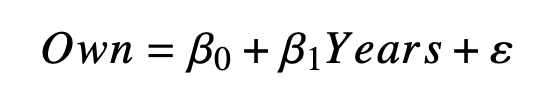 Own = β₀ + β₁Years + ε